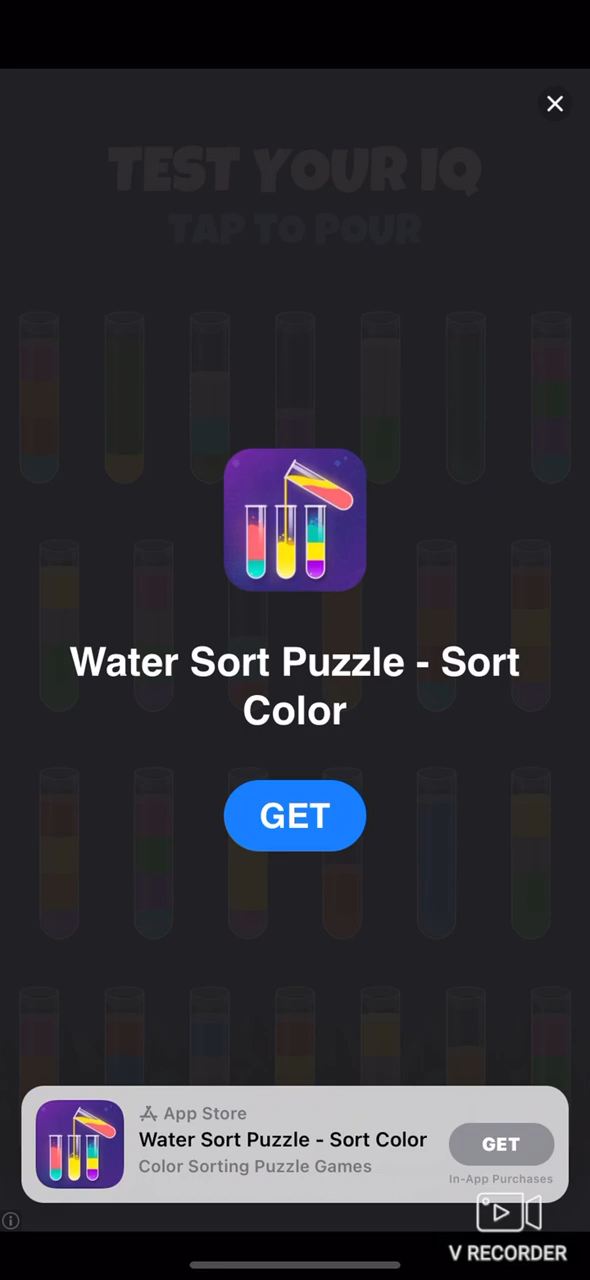 TEST YOUR IQ
TAP TO POUR
Water Sort Puzzle - Sort
Color
GET
App Store
Water Sort Puzzle - Sort Color
Color Sorting Puzzle Games
GET
In-App Purchases
V RECORDER